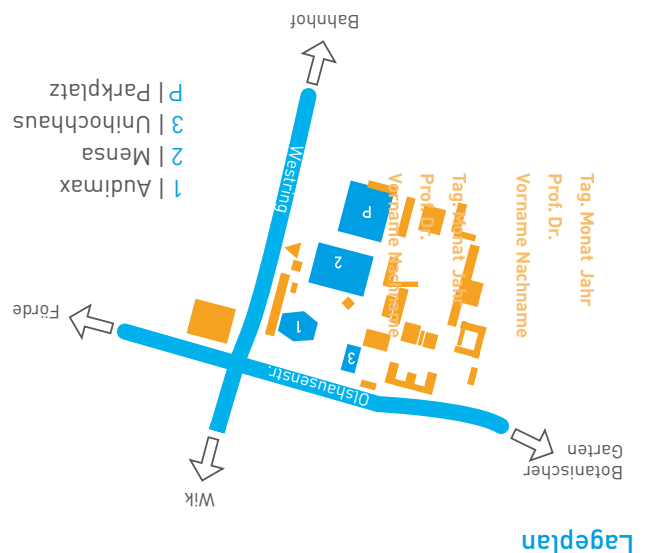 Lageplan
Botanischer
Garten
Wik
Olshausenstr.
3
1
Förde
2
P
Westring
1 | Audimax
2 | Mensa
3 | Unihochhaus
P | Parkplatz
Bahnhof
Tag. Monat Jahr
Prof. Dr.
Vorname Nachname
Tag. Monat Jahr
Prof. Dr.
Vorname Nachname